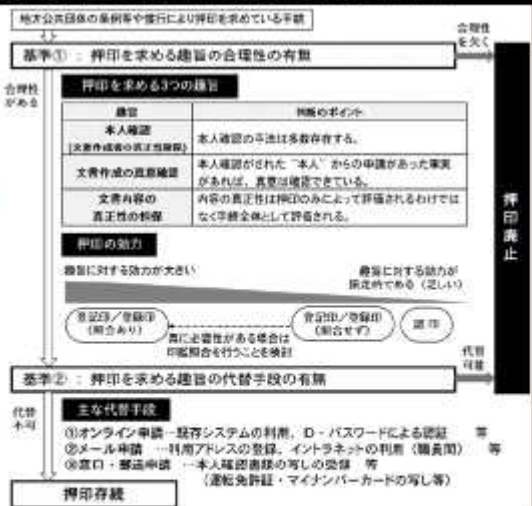 地方公共団体の条例等や慣行により押印を求めている手続
合理性
を欠く
基準① : 押印を求める趣旨の合理性の有無
合理性
がある
押印を求める3つの趣旨
趣旨
判断のポイント
本人確認
(文書作成者の真正性確保)
本人確認の手法は多数存在する。
文書作成の真意確認
本人確認がされた"本人"からの申請があった事実
があれば、真意は確認できている。
文書内容の
真正性の担保
内容の真正性は押印のみによって評価されるわけでは
なく手続全体として評価される。
押印の効力
趣旨に対する効力が大きい
趣旨に対する効力が
限定的である(乏しい)
登記印/登録印
(照合あり)
真に必要性がある場合は
印鑑照合を行うことを検討
登記印/登録印
(照合せず)
認印
押印廃止
代替
可能
基準② : 押印を求める趣旨の代替手段の有無
代替
不可
主な代替手段
①オンライン申請…既存システムの利用、ID・パスワードによる認証 等
②メール申請 …利用アドレスの登録、イントラネットの利用(職員間) 等
③窓口・郵送申請 …本人確認書類の写しの受領 等
(運転免許証・マイナンバーカードの写し等)
押印存続